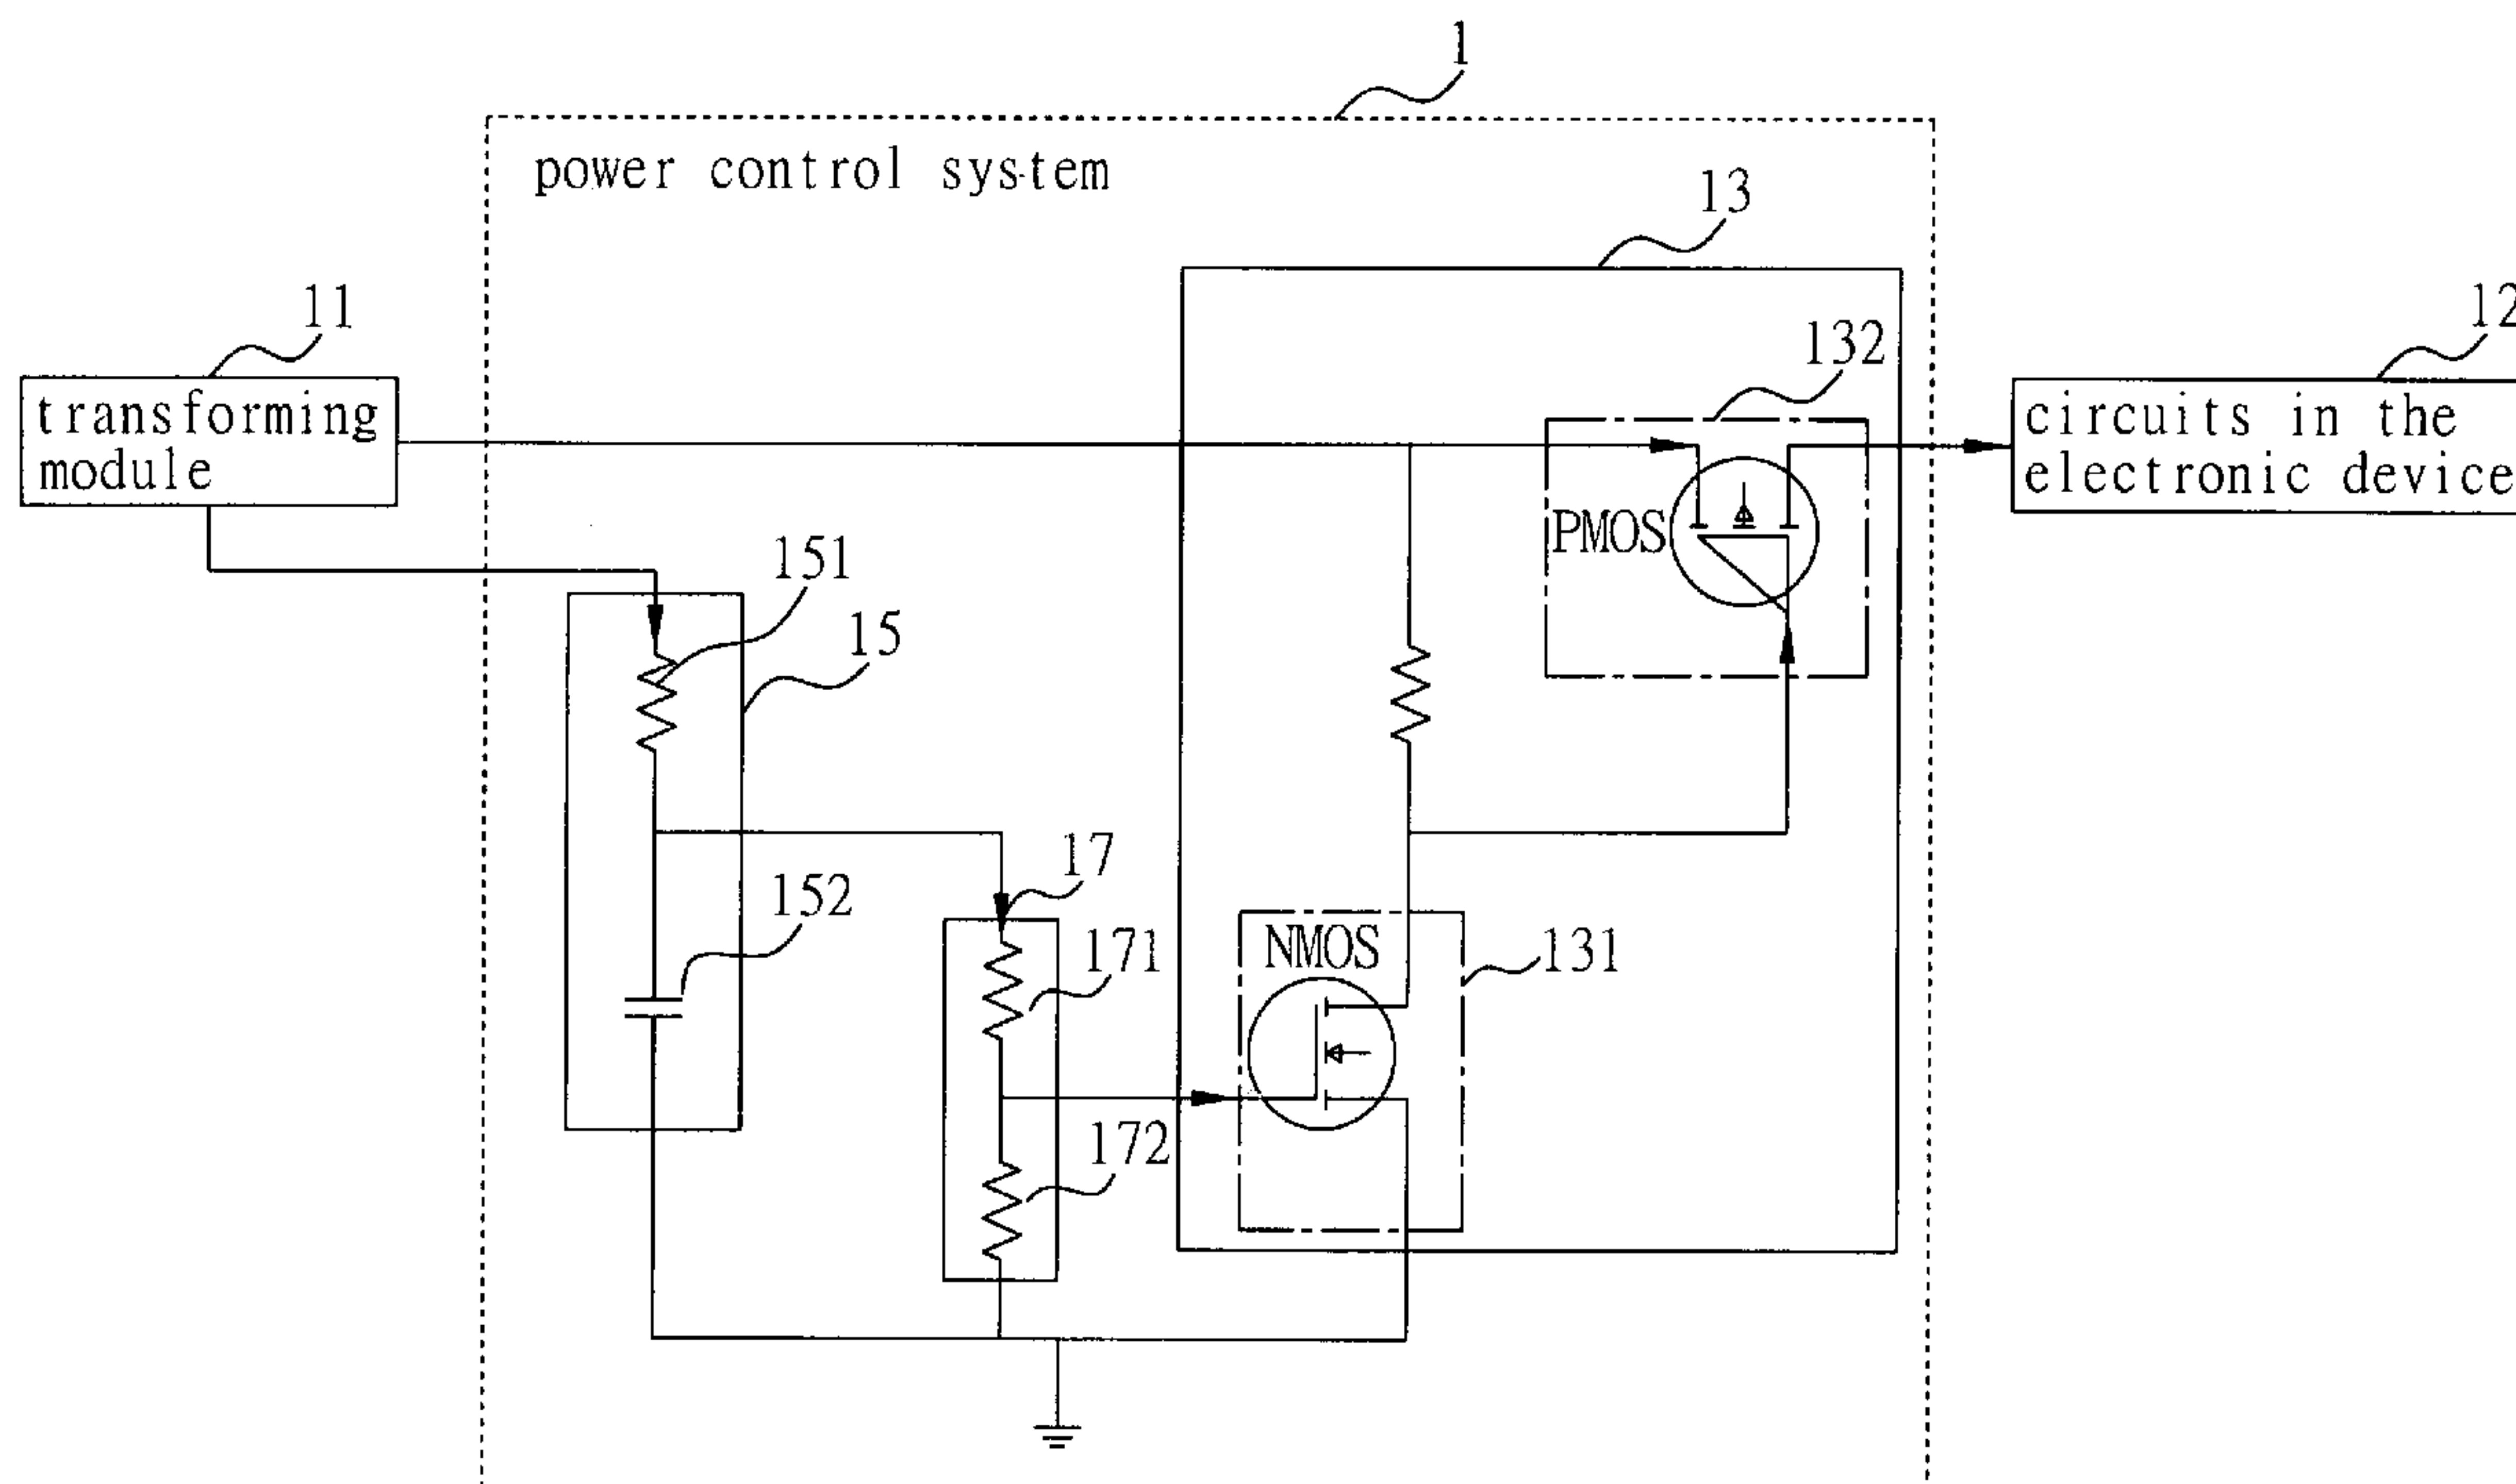 1
power control system
13
11
12
132
transforming
module
circuits in the
electronic device
PMOS
151
15
17
152
171
NMOS
131
172